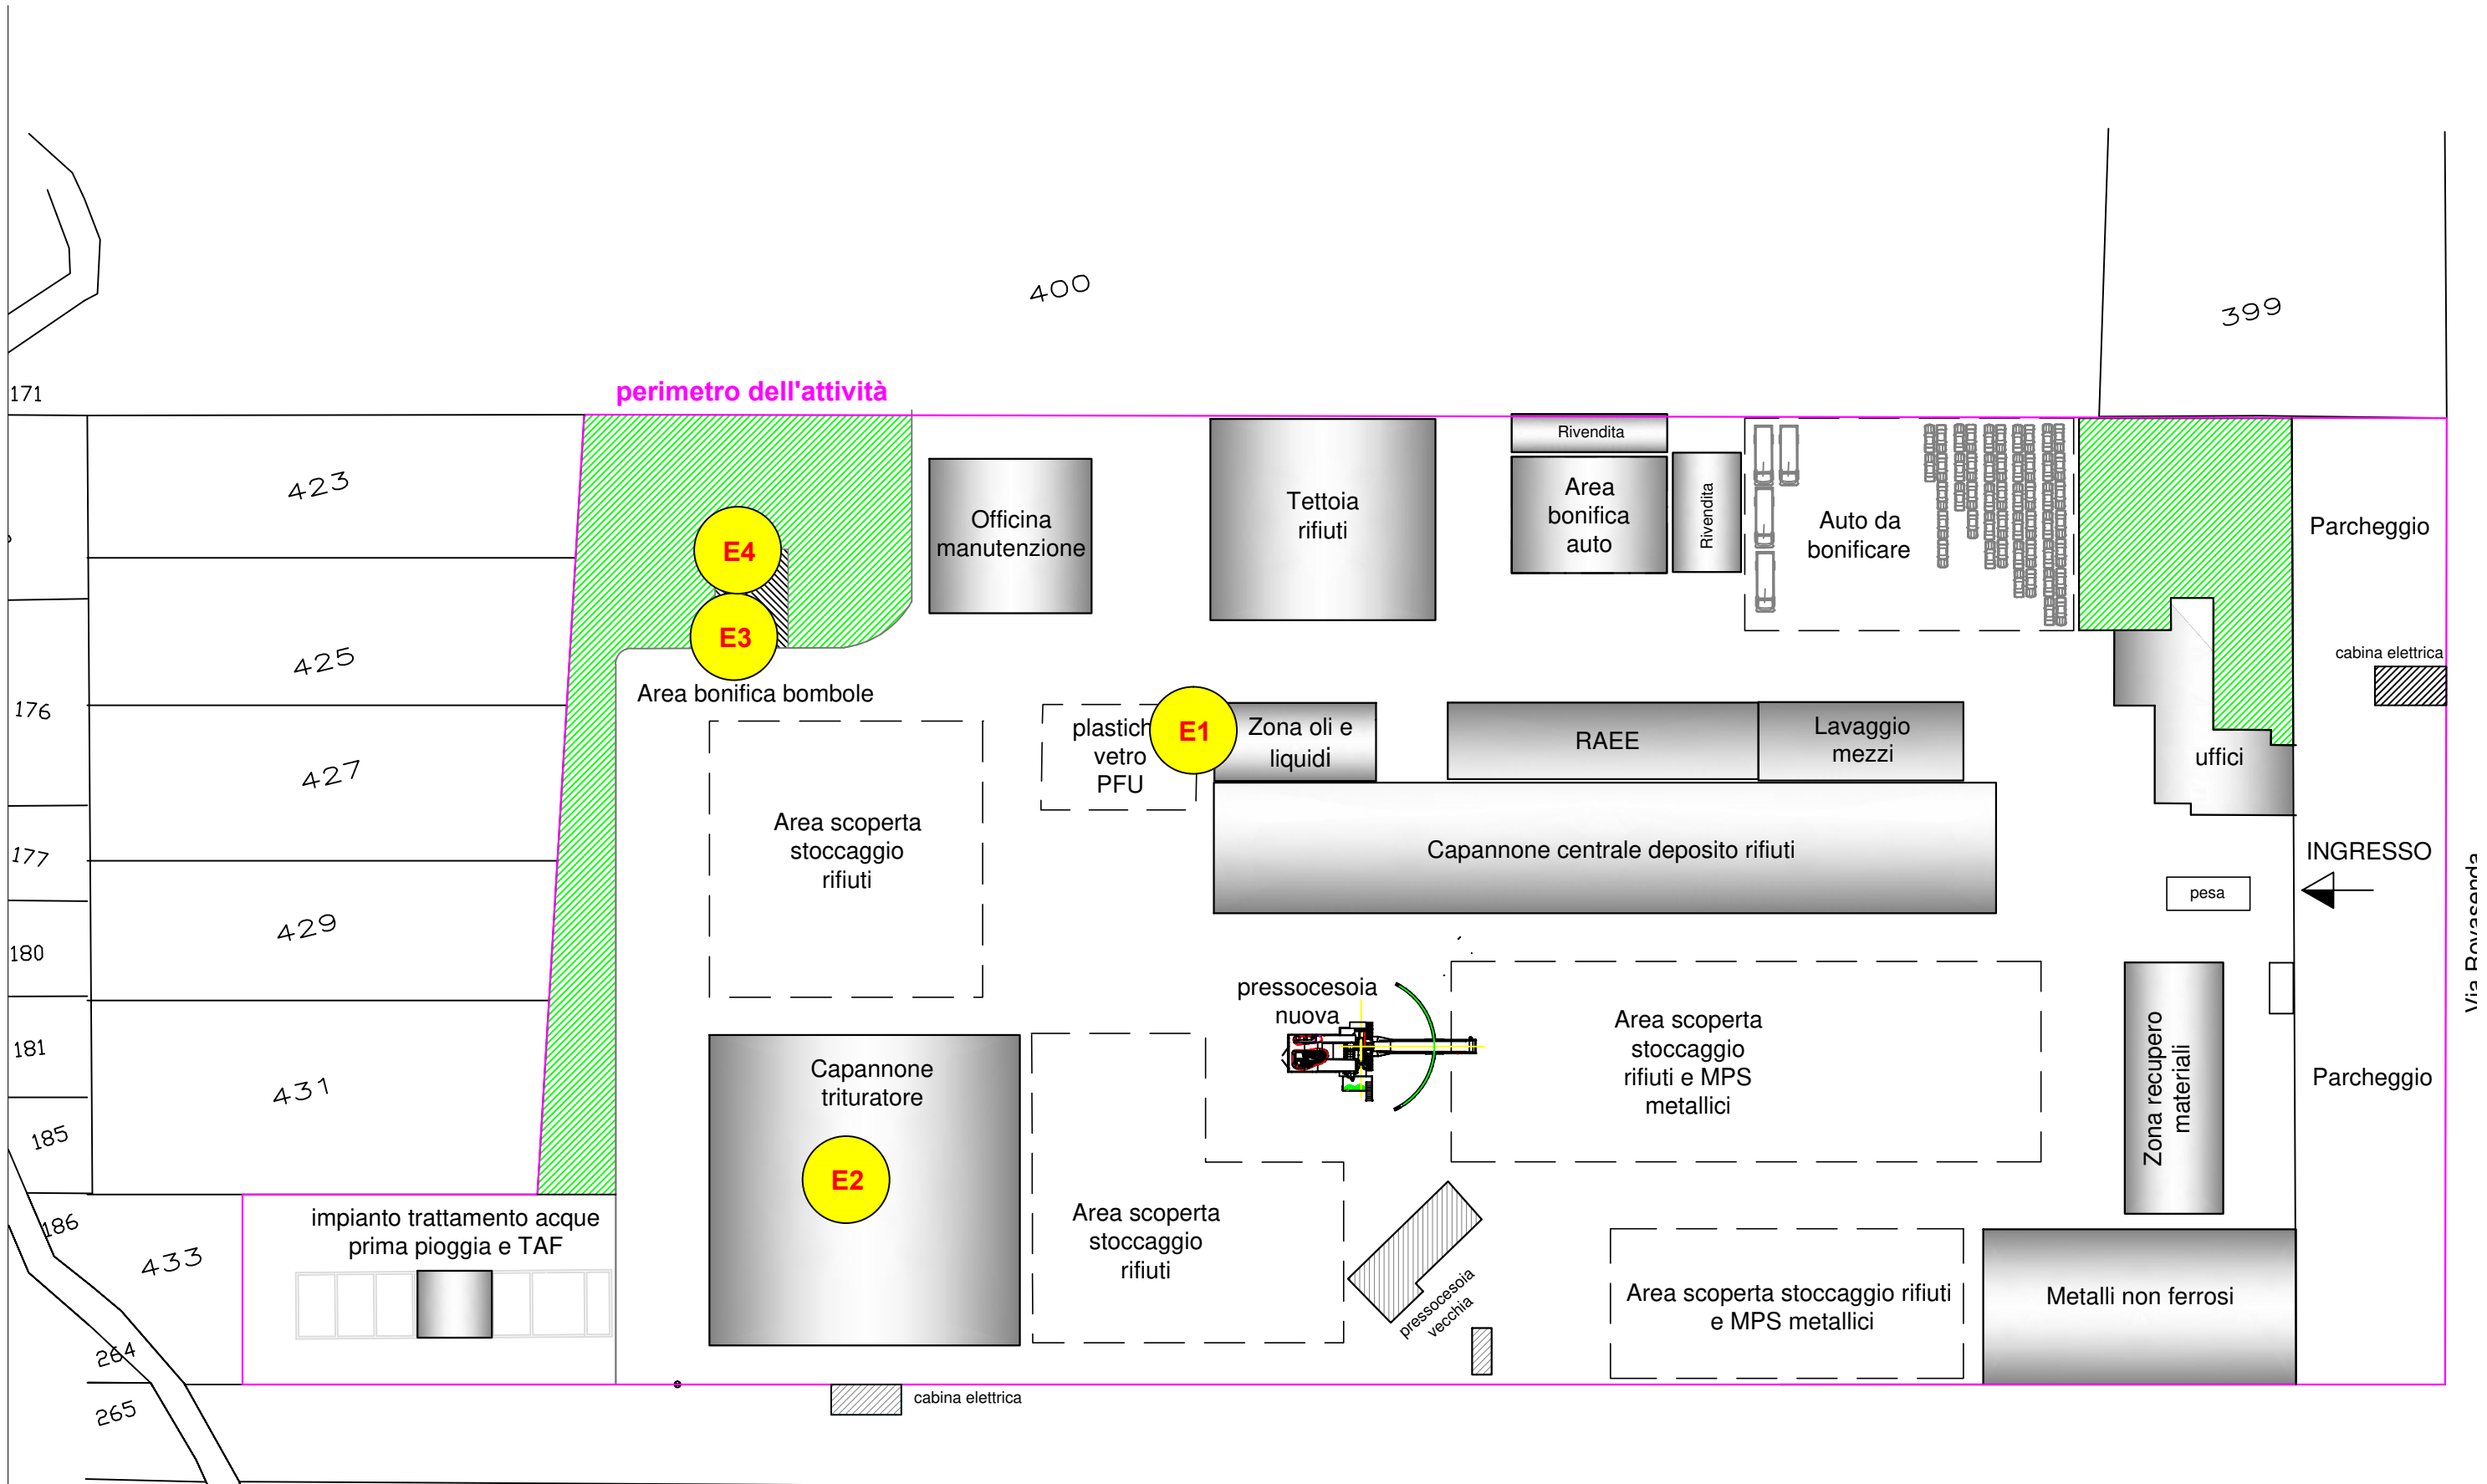 400
399
171
perimetro dell'attività
423
425
427
429
431
433
176
177
180
181
185
186
264
265
E4
E3
Area bonifica bombole
Officina
manutenzione
Tettoia
rifiuti
Rivendita
Area
bonifica
auto
Rivendita
Auto da
bonificare
Parcheggio
cabina elettrica
plastich
vetro
PFU
E1
Zona oli e
liquidi
RAEE
Lavaggio
mezzi
uffici
Area scoperta
stoccaggio
rifiuti
Capannone centrale deposito rifiuti
INGRESSO
pesa
Via Rovasenda
pressocesoia
nuova
Area scoperta
stoccaggio
rifiuti e MPS
metallici
Zona recupero
materiali
Parcheggio
Capannone
trituratore
E2
Area scoperta
stoccaggio
rifiuti
impianto trattamento acque
prima pioggia e TAF
pressocesoia
vecchia
Area scoperta stoccaggio rifiuti
e MPS metallici
Metalli non ferrosi
cabina elettrica